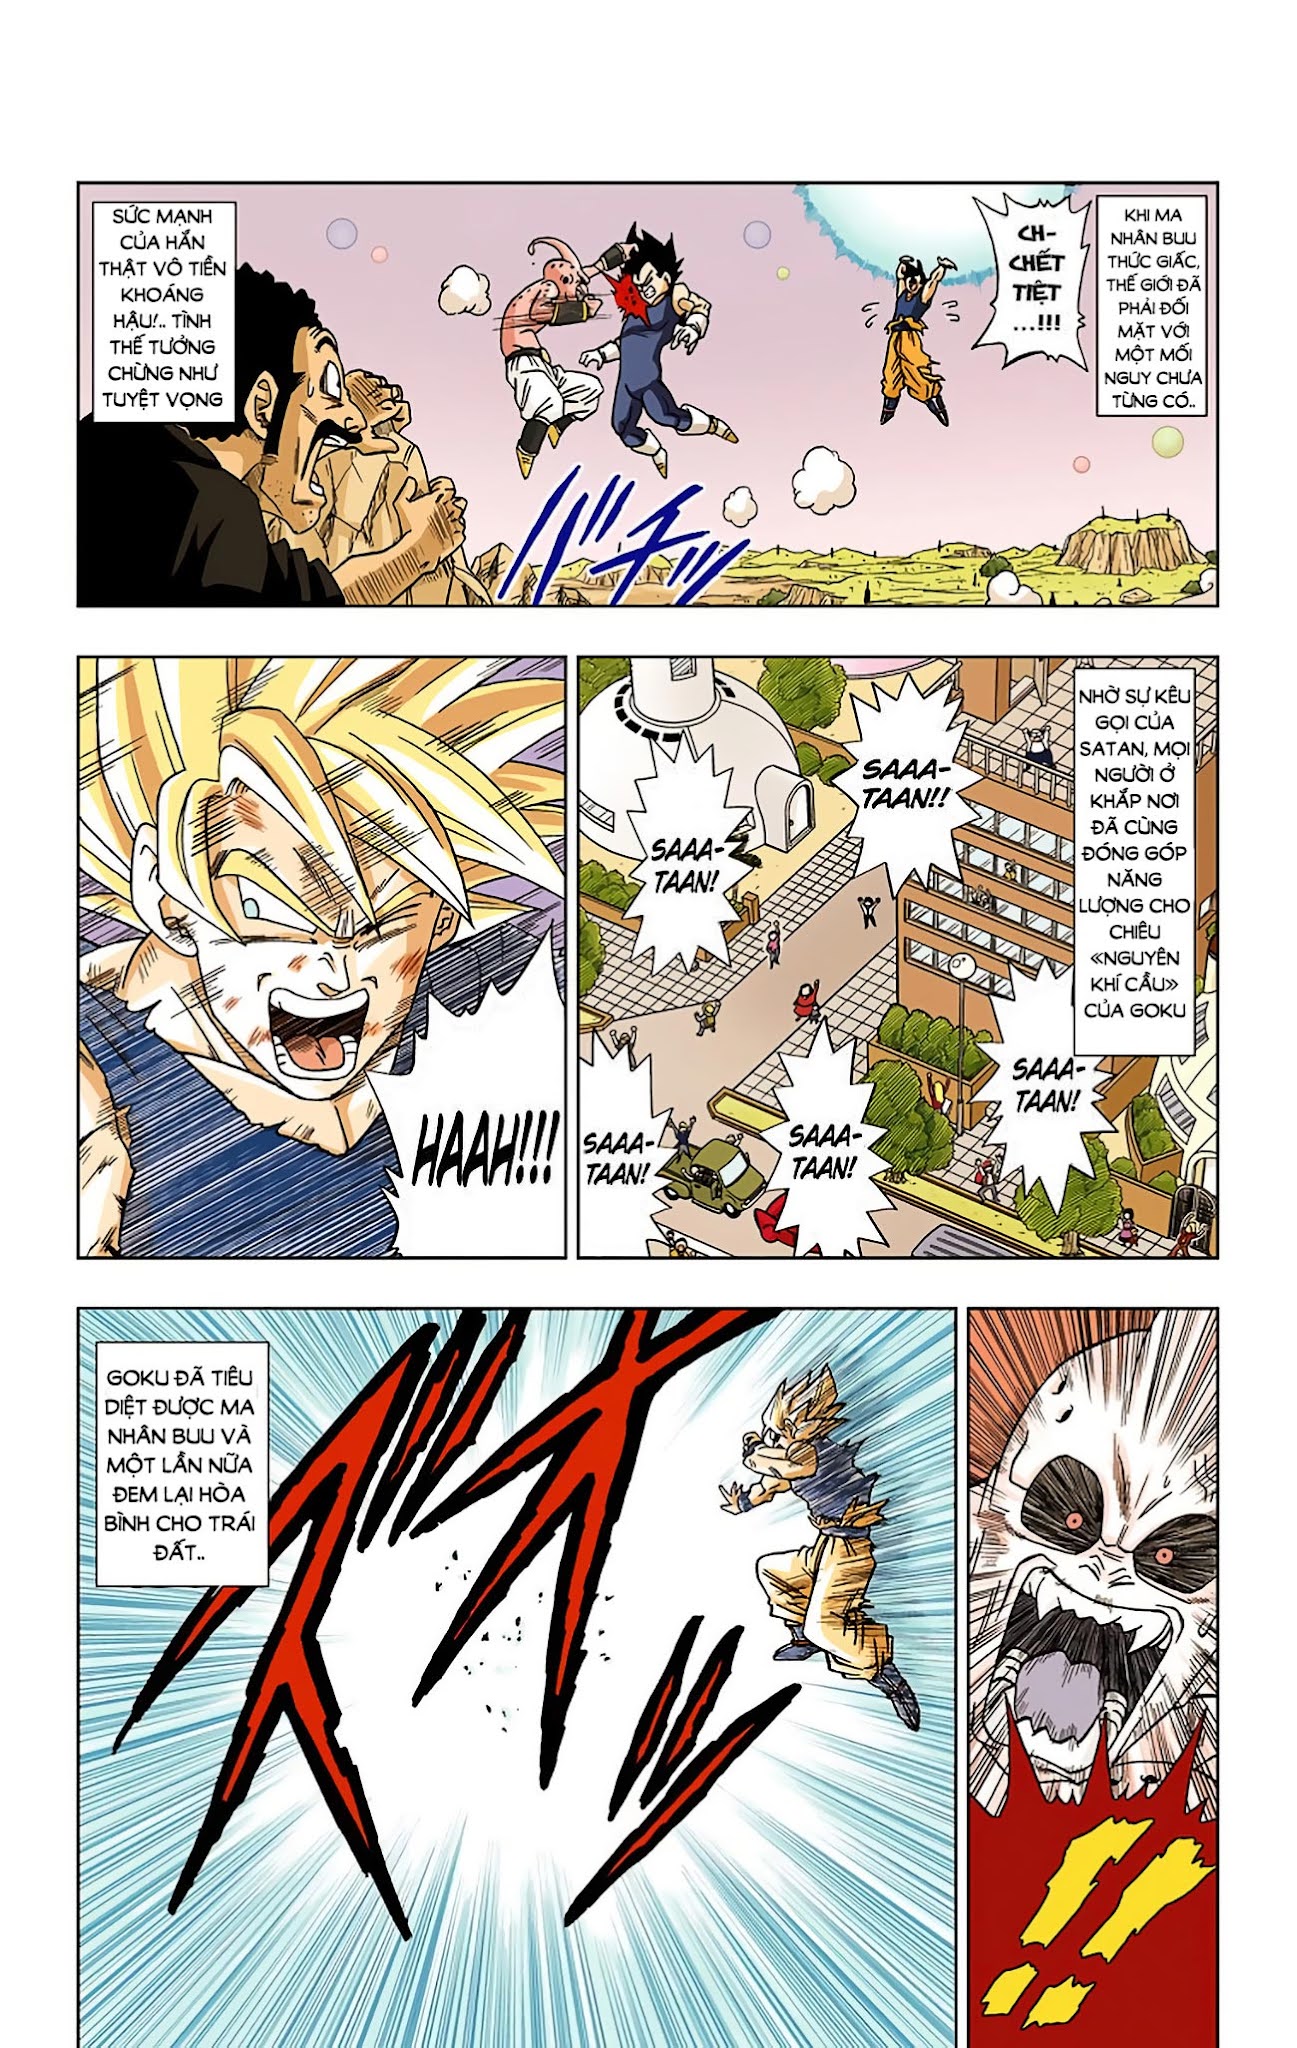 KHI MA
NHÂN BUU
THỨC GIẤC,
THẾ GIỚI ĐÃ
PHẢI ĐỐI
MẶT VỚI
MỘT MỐI
NGUY CHƯA
TỪNG CÓ..
CH-
CHẾT
TIỆT
...!!!
SỨC MẠNH
CỦA HẮN
THẬT VÔ TIỀN
KHOÁNG
HẬU!.. TÌNH
THẾ TƯỞNG
CHỪNG NHƯ
TUYỆT VỌNG
バチッ
NHỜ SỰ KÊU
GỌI CỦA
SATAN, MỌI
NGƯỜI Ở
KHẮP NƠI
ĐÃ CÙNG
ĐÓNG GÓP
NĂNG
LƯỢNG CHO
CHIÊU
«NGUYÊN
KHÍ CẦU»
CỦA GOKU
SAAA-
TAAN!!
SAAA-
TAAN!
SAAA-
TAAN!
SAAA-
TAAN!
SAAA-
TAAN!
HAAH!!!
!!
GOKU ĐÃ TIÊU
DIỆT ĐƯỢC MA
NHÂN BUU VÀ
MỘT LẦN NỮA
ĐEM LẠI HÒA
BÌNH CHO TRÁI
ĐẤT..